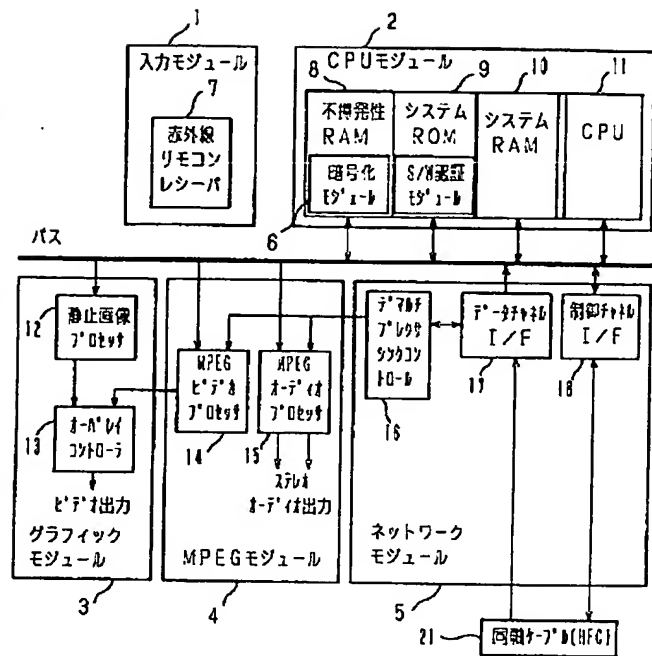 1
入力モジュール
7
赤外線
リモコン
レシーバ
2
CPUモジュール
8
不揮発性
RAM
暗号化
モジュール
6
9
システム
ROM
S/W認証
モジュール
10
システム
RAM
11
CPU
バス
12
静止画像
プロセッサ
13
オーバレイ
コントローラ
ビデオ出力
グラフィック
モジュール
3
MPEG
ビデオ
プロセッサ
14
MPEG
オーディオ
プロセッサ
15
ステレオ
オーディオ出力
MPEGモジュール
4
デマルチ
プレクサ
シンクコン
トロール
16
データチャネル
I/F
17
制御チャネル
I/F
18
ネットワーク
モジュール
5
21
同軸ケーブル(HFC)